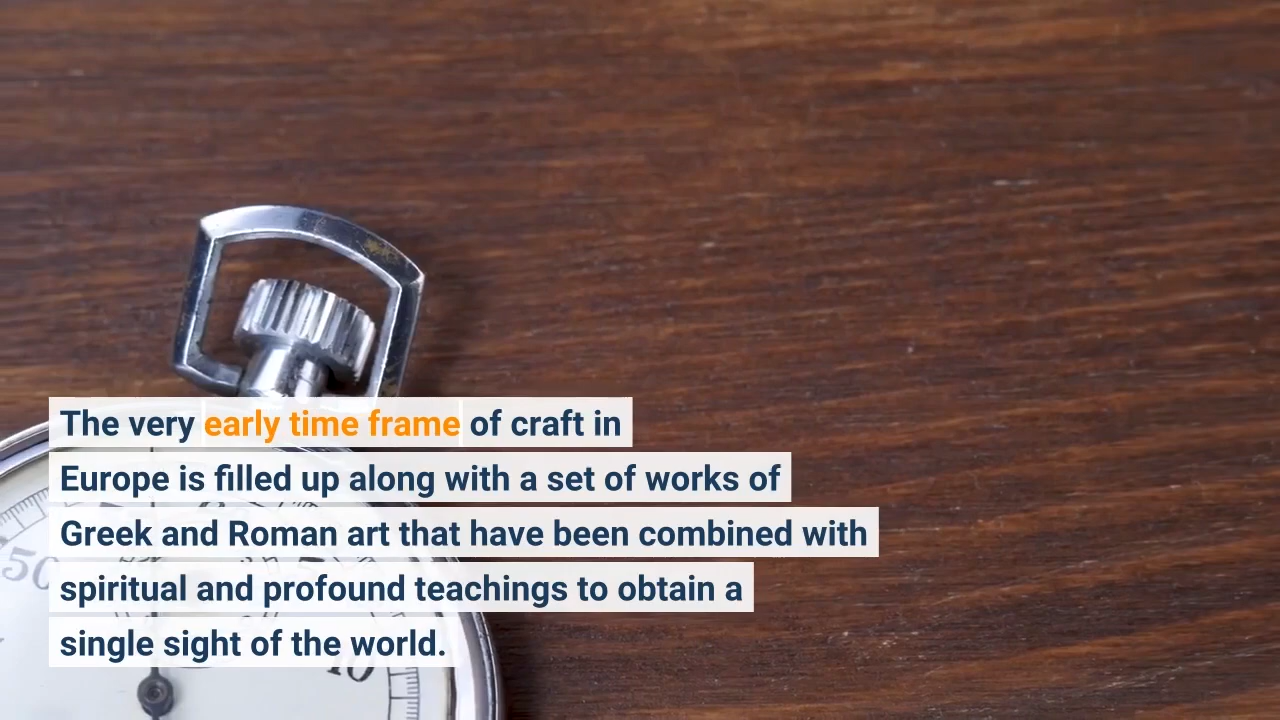 The very early time frame of craft in
Europe is filled up along with a set of works of
Greek and Roman art that have been combined with
spiritual and profound teachings to obtain a
single sight of the world.
50
10